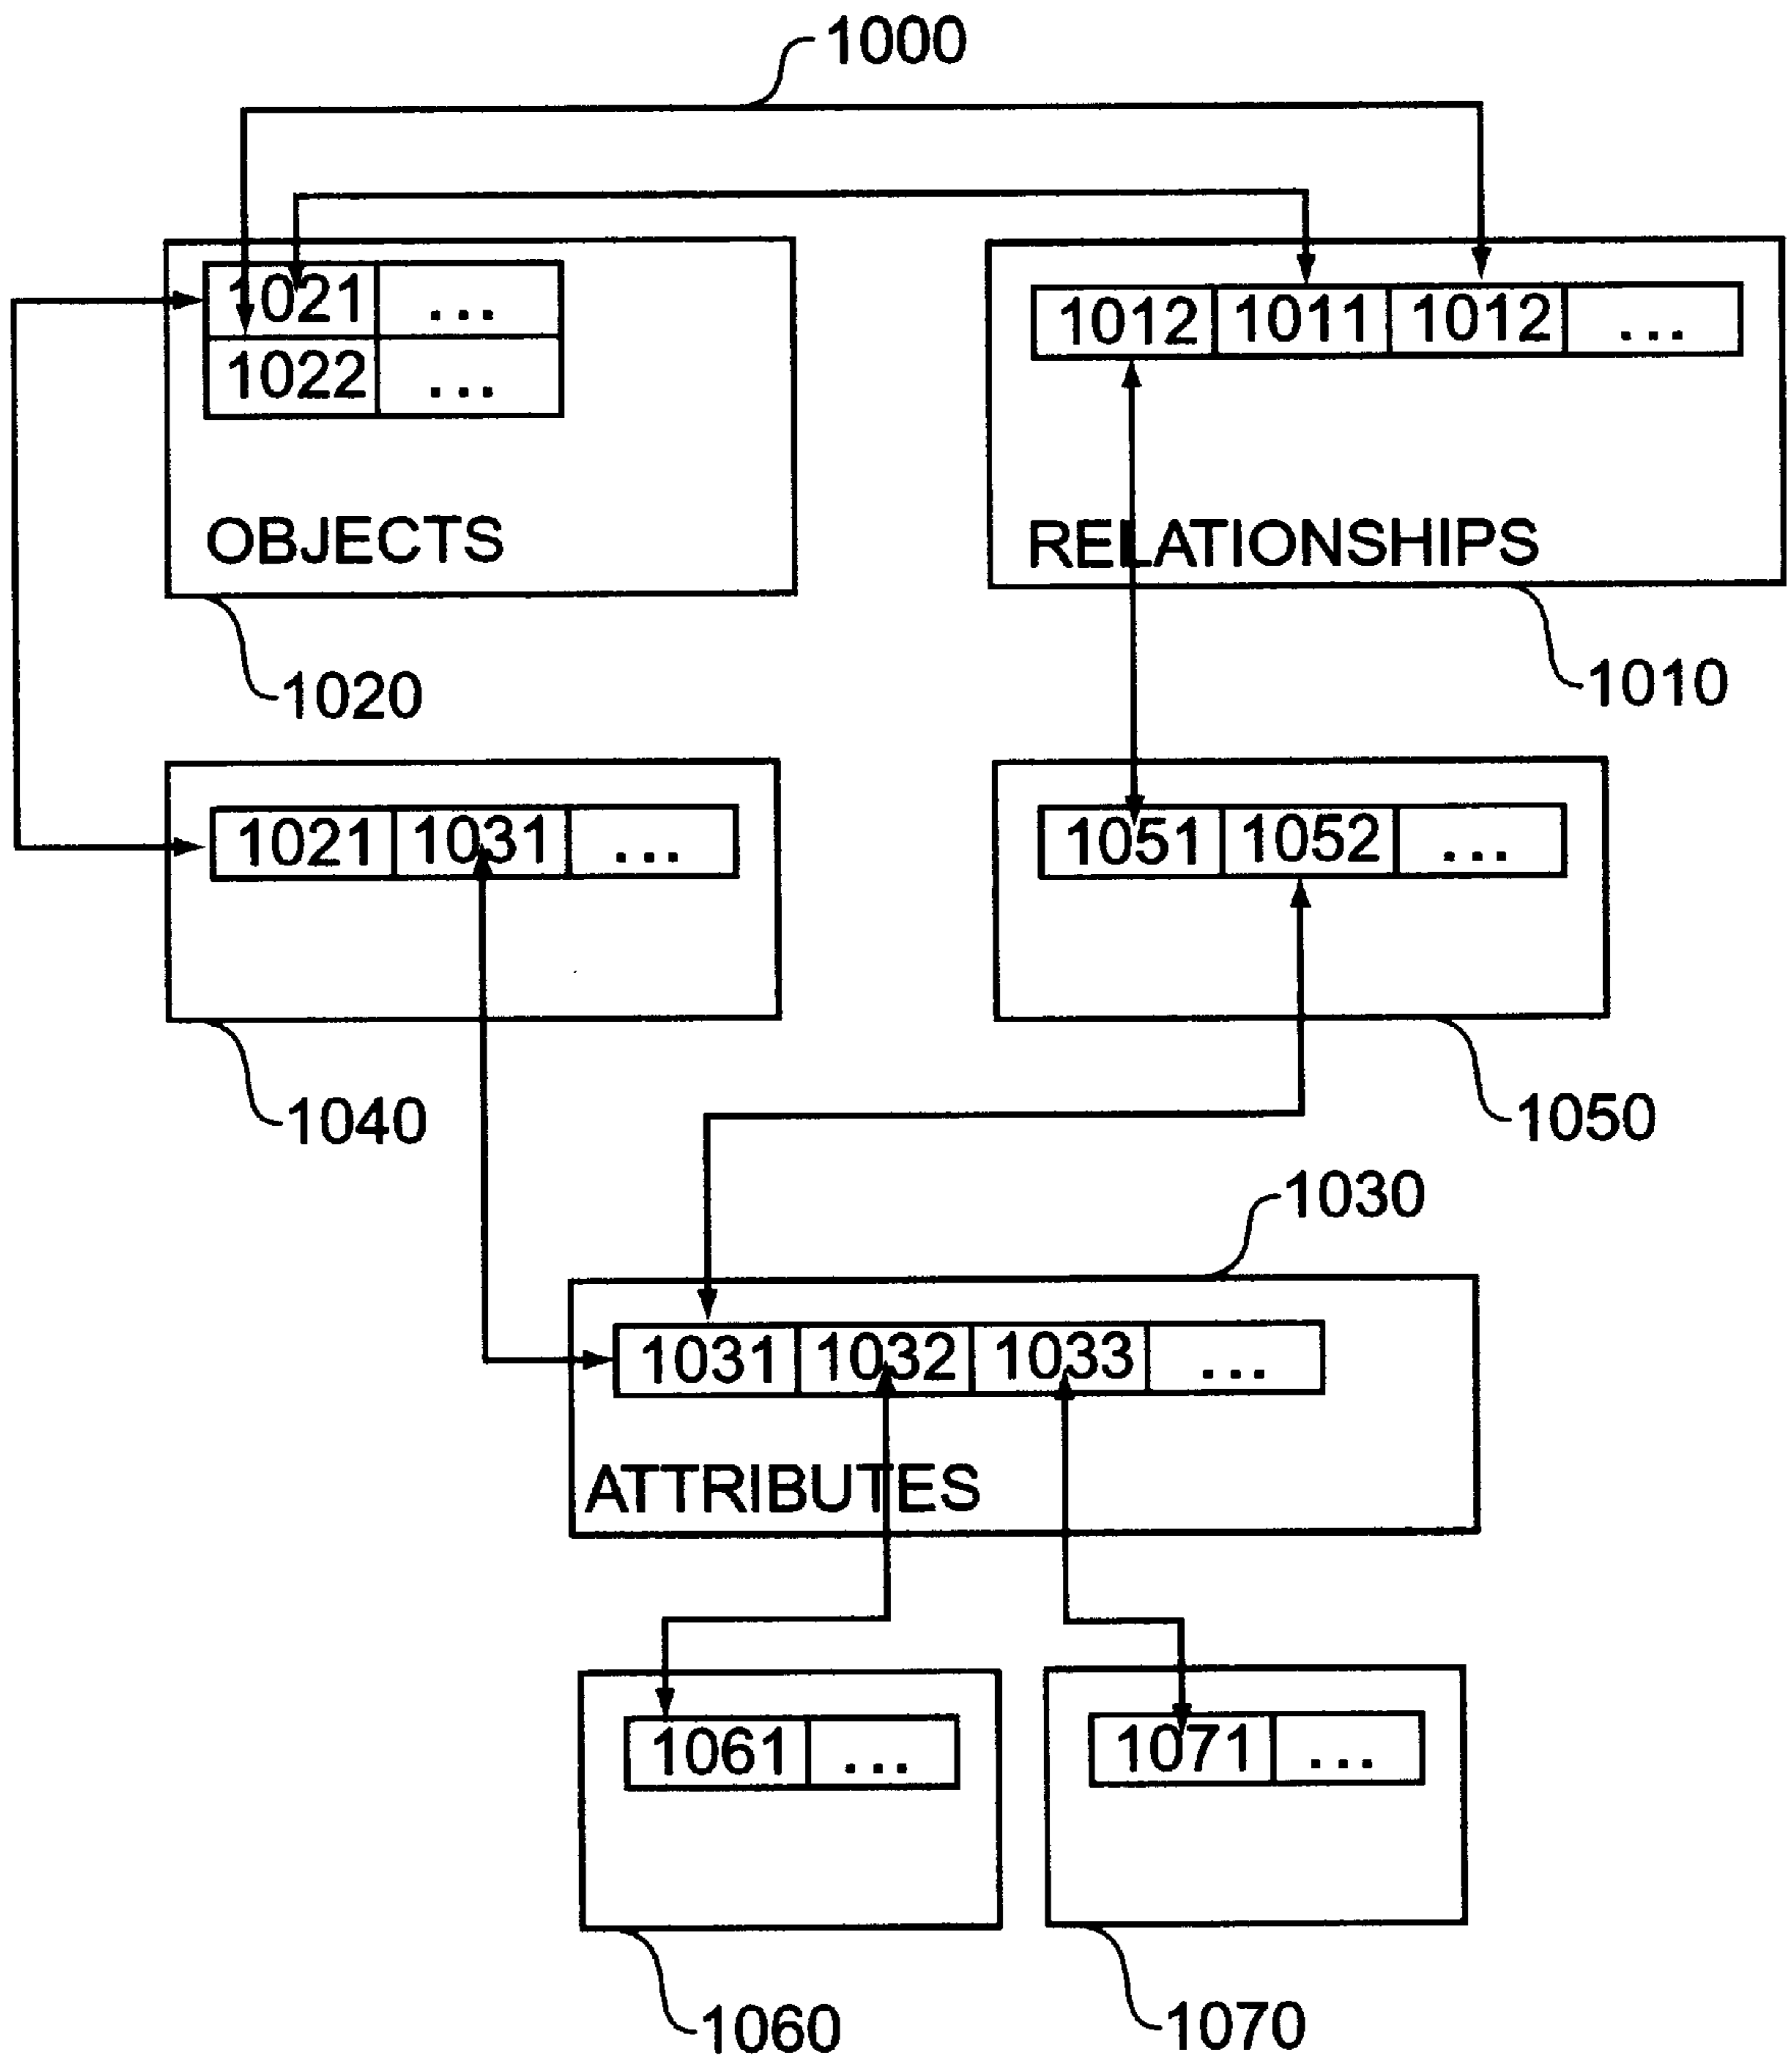 1000
1021 ...
1022 ...
OBJECTS
1020
1012 1011 1012 ...
RELATIONSHIPS
1010
1021 1031 ...
1040
1051 1052 ...
1050
1030
1031 1032 1033 ...
ATTRIBUTES
1061 ...
1060
1071 ...
1070